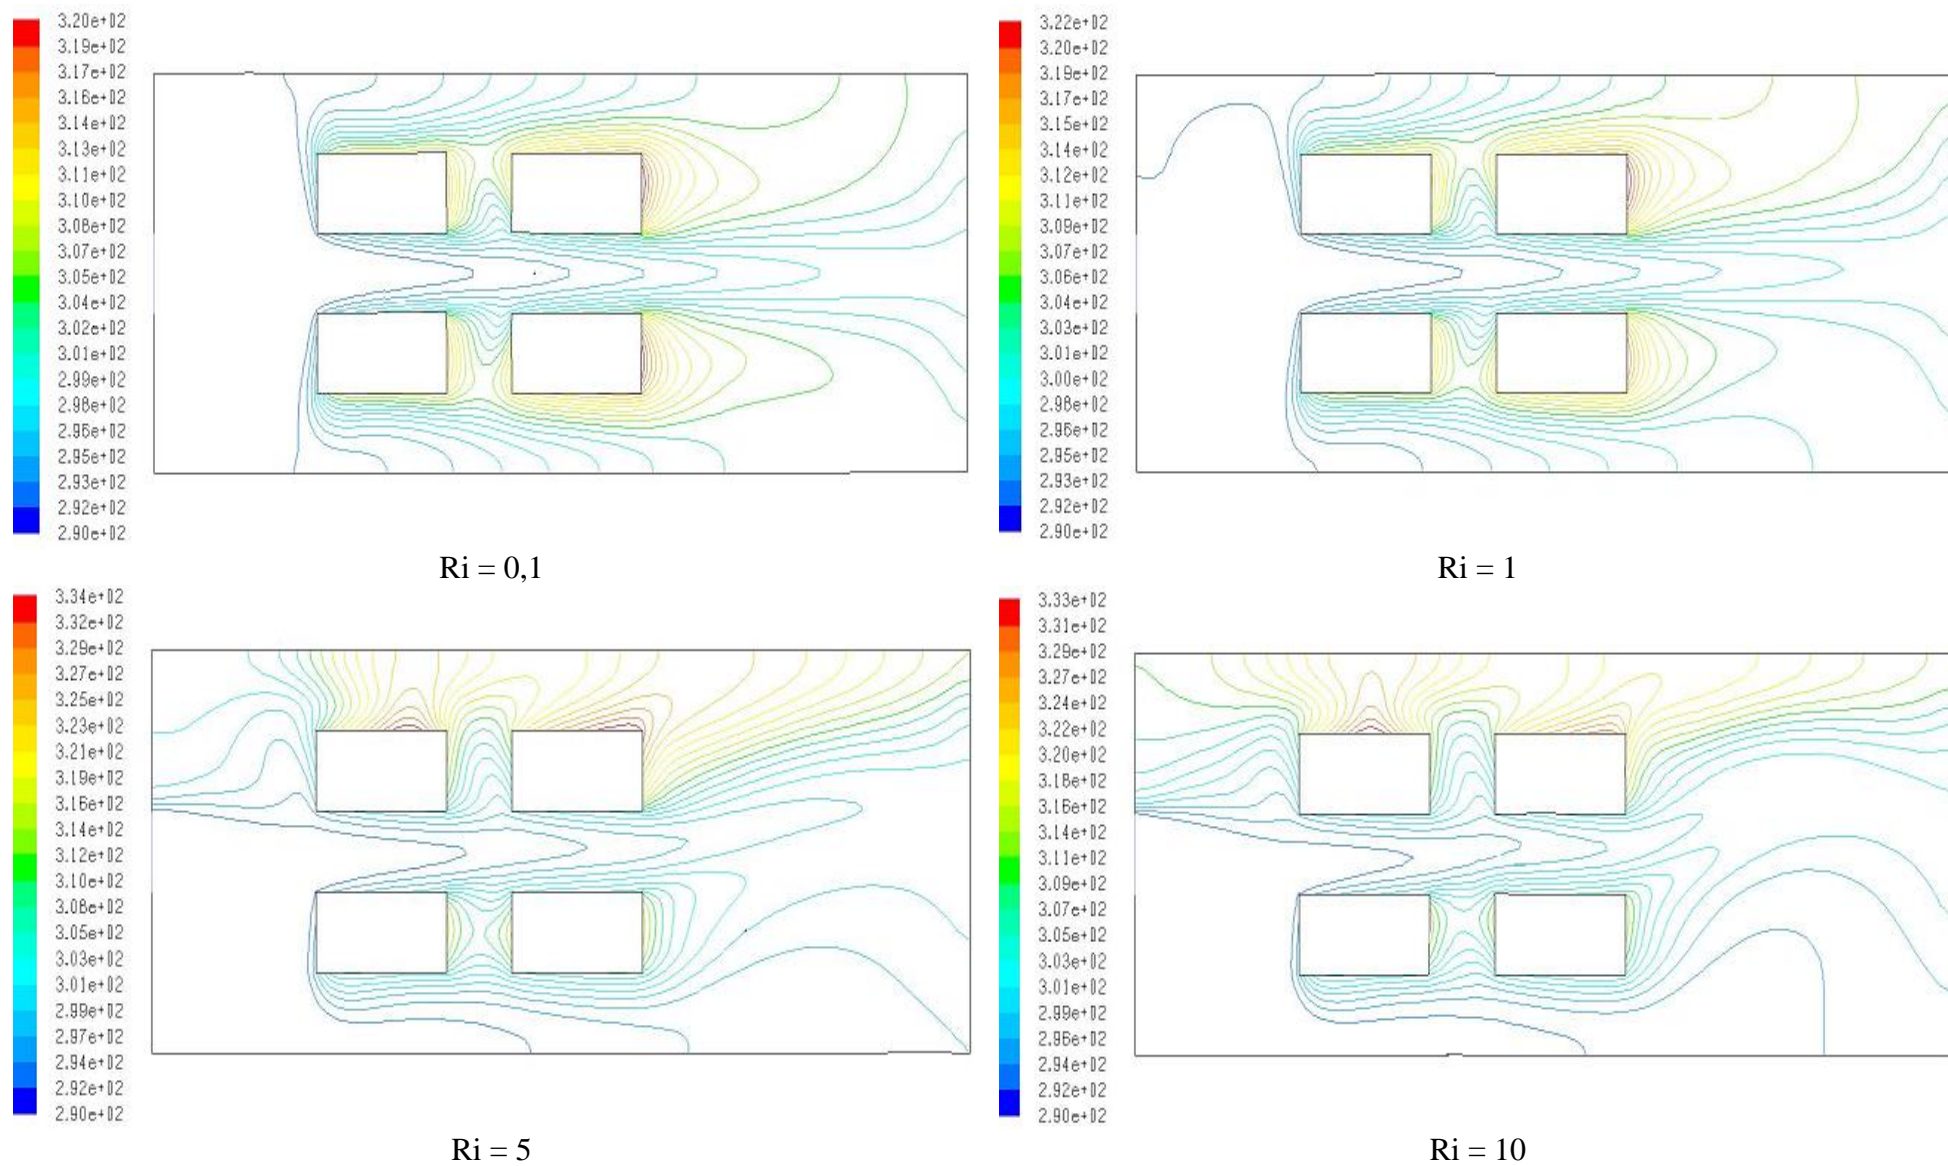 3.20e+02
3.19e+02
3.17e+02
3.16e+02
3.14e+02
3.13e+02
3.11e+02
3.10e+02
3.08e+02
3.07e+02
3.05e+02
3.04e+02
3.02e+02
3.01e+02
2.99e+02
2.98e+02
2.96e+02
2.95e+02
2.93e+02
2.92e+02
2.90e+02
Ri = 0,1
3.22e+02
3.20e+02
3.19e+02
3.17e+02
3.15e+02
3.14e+02
3.12e+02
3.11e+02
3.09e+02
3.07e+02
3.06e+02
3.04e+02
3.03e+02
3.01e+02
3.00e+02
2.98e+02
2.96e+02
2.95e+02
2.93e+02
2.92e+02
2.90e+02
Ri = 1
3.34e+02
3.32e+02
3.29e+02
3.27e+02
3.25e+02
3.23e+02
3.21e+02
3.19e+02
3.16e+02
3.14e+02
3.12e+02
3.10e+02
3.08e+02
3.05e+02
3.03e+02
3.01e+02
2.99e+02
2.97e+02
2.94e+02
2.92e+02
2.90e+02
Ri = 5
3.33e+02
3.31e+02
3.29e+02
3.27e+02
3.24e+02
3.22e+02
3.20e+02
3.18e+02
3.16e+02
3.14e+02
3.11e+02
3.09e+02
3.07e+02
3.05e+02
3.03e+02
3.01e+02
2.99e+02
2.96e+02
2.94e+02
2.92e+02
2.90e+02
Ri = 10